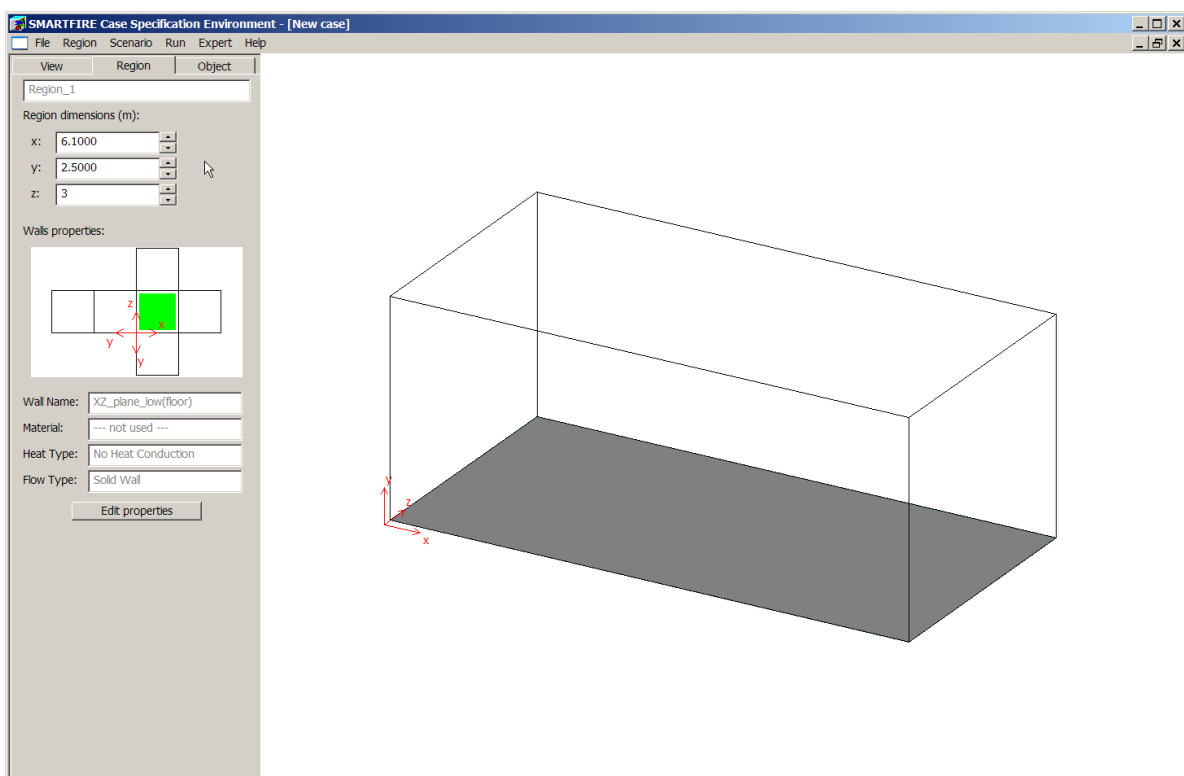 SMARTFIRE Case Specification Environment - [New case]
File Region Scenario Run Expert Help
View Region Object
Region_1
Region dimensions (m):
x: 6.1000
y: 2.5000
z: 3
Walls properties:
z
x
y
y
Wall Name: XZ_plane_low(floor)
Material: --- not used ---
Heat Type: No Heat Conduction
Flow Type: Solid Wall
Edit properties
y
z
x